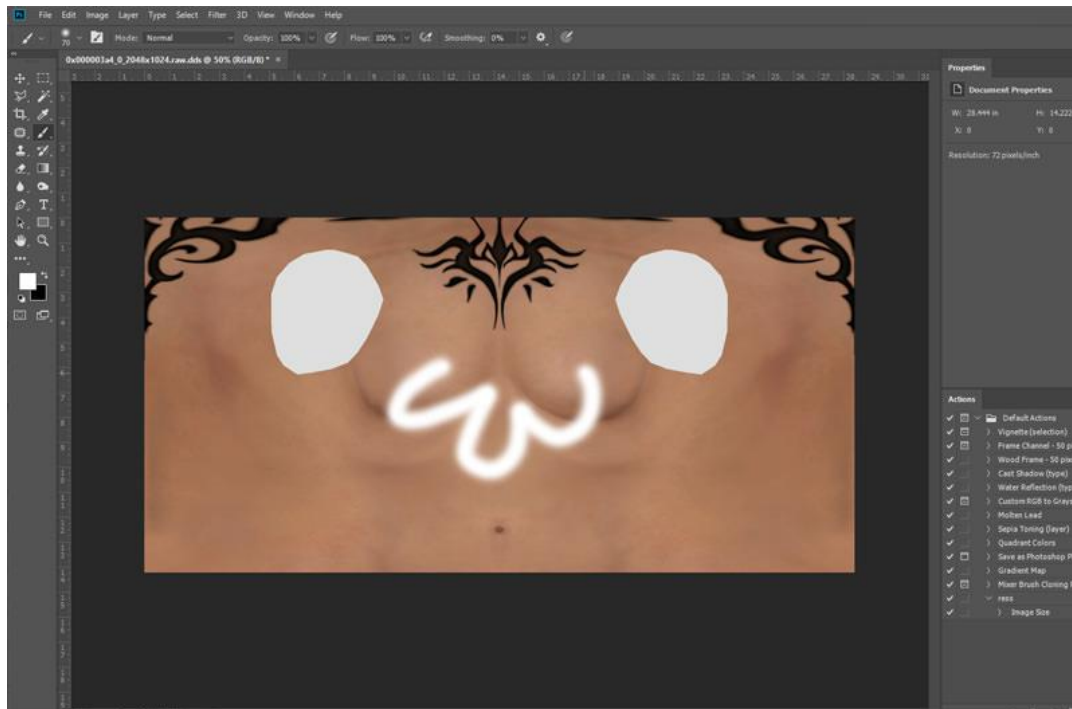 File Edit Image Layer Type Select Filter 3D View Window Help
70 Mode: Normal Opacity: 100% Flow: 100% Smoothing: 0%
0x000003a4_0_2048x1024.raw.dds @ 50% (RGB/8) *
Properties
Document Properties
W: 28.444 in H: 14.222
X: 0 Y: 0
Resolution: 72 pixels/inch
Actions
Default Actions
Vignette (selection)
Frame Channel - 50 pi
Wood Frame - 50 pixe
Cast Shadow (type)
Water Reflection (typ
Custom RGB to Grays
Molten Lead
Sepia Toning (layer)
Quadrant Colors
Save as Photoshop P
Gradient Map
Mixer Brush Cloning
ress
Image Size